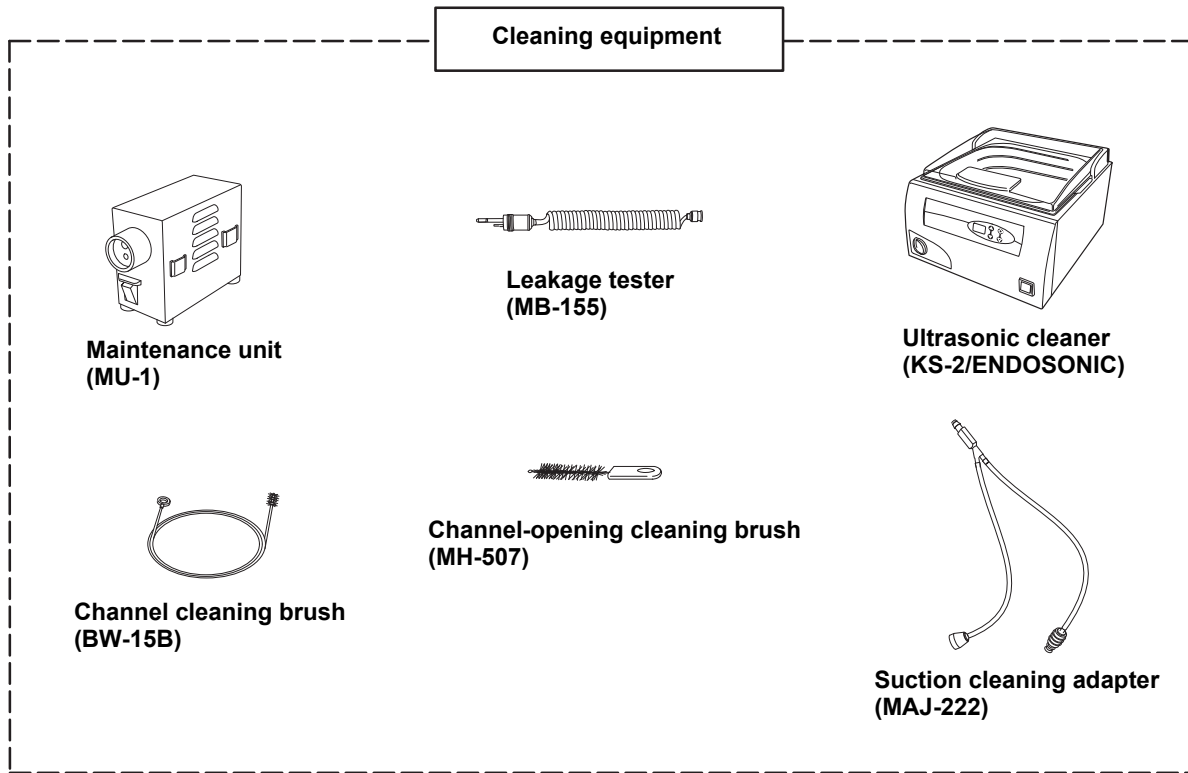 Cleaning equipment
Maintenance unit
(MU-1)
Leakage tester
(MB-155)
Ultrasonic cleaner
(KS-2/ENDOSONIC)
Channel cleaning brush
(BW-15B)
Channel-opening cleaning brush
(MH-507)
Suction cleaning adapter
(MAJ-222)